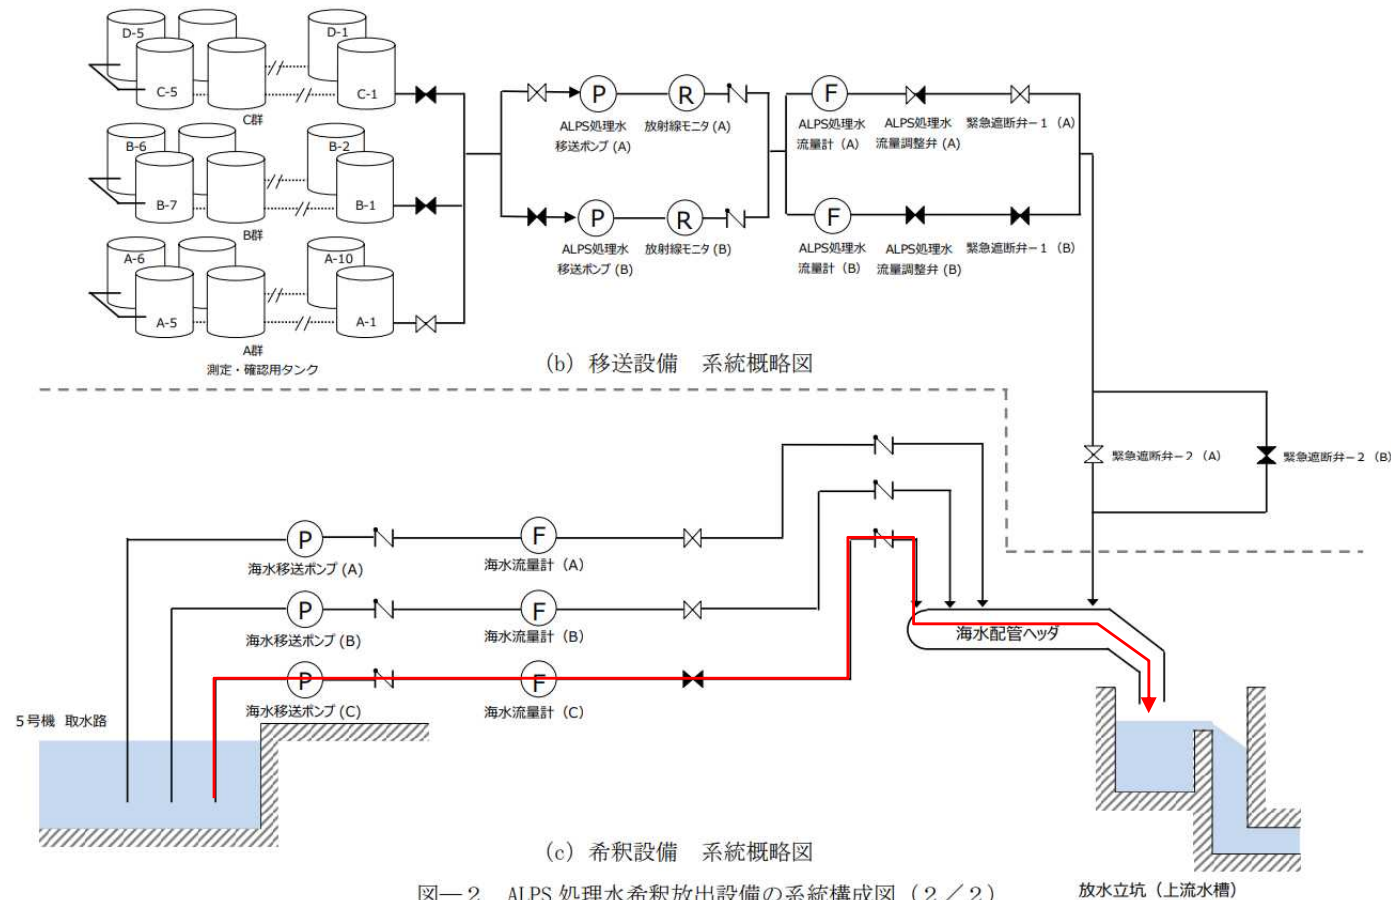 D-5
D-1
C-5
C-1
C群
B-6
B-2
B-7
B-1
B群
A-6
A-10
A-5
A-1
A群
測定・確認用タンク
P
R
F
ALPS処理水
移送ポンプ (A)
放射線モニタ (A)
ALPS処理水
流量計 (A)
ALPS処理水
流量調整弁 (A)
緊急遮断弁-1 (A)
P
R
F
ALPS処理水
移送ポンプ (B)
放射線モニタ (B)
ALPS処理水
流量計 (B)
ALPS処理水
流量調整弁 (B)
緊急遮断弁-1 (B)
(b) 移送設備 系統概略図
緊急遮断弁-2 (A)
緊急遮断弁-2 (B)
P
F
海水移送ポンプ (A)
海水流量計 (A)
P
F
海水移送ポンプ (B)
海水流量計 (B)
海水配管ヘッダ
P
F
海水移送ポンプ (C)
海水流量計 (C)
5号機 取水路
(c) 希釈設備 系統概略図
図-2 ALPS 処理水希釈放出設備の系統構成図 (2/2)
放水立坑 (上流水槽)